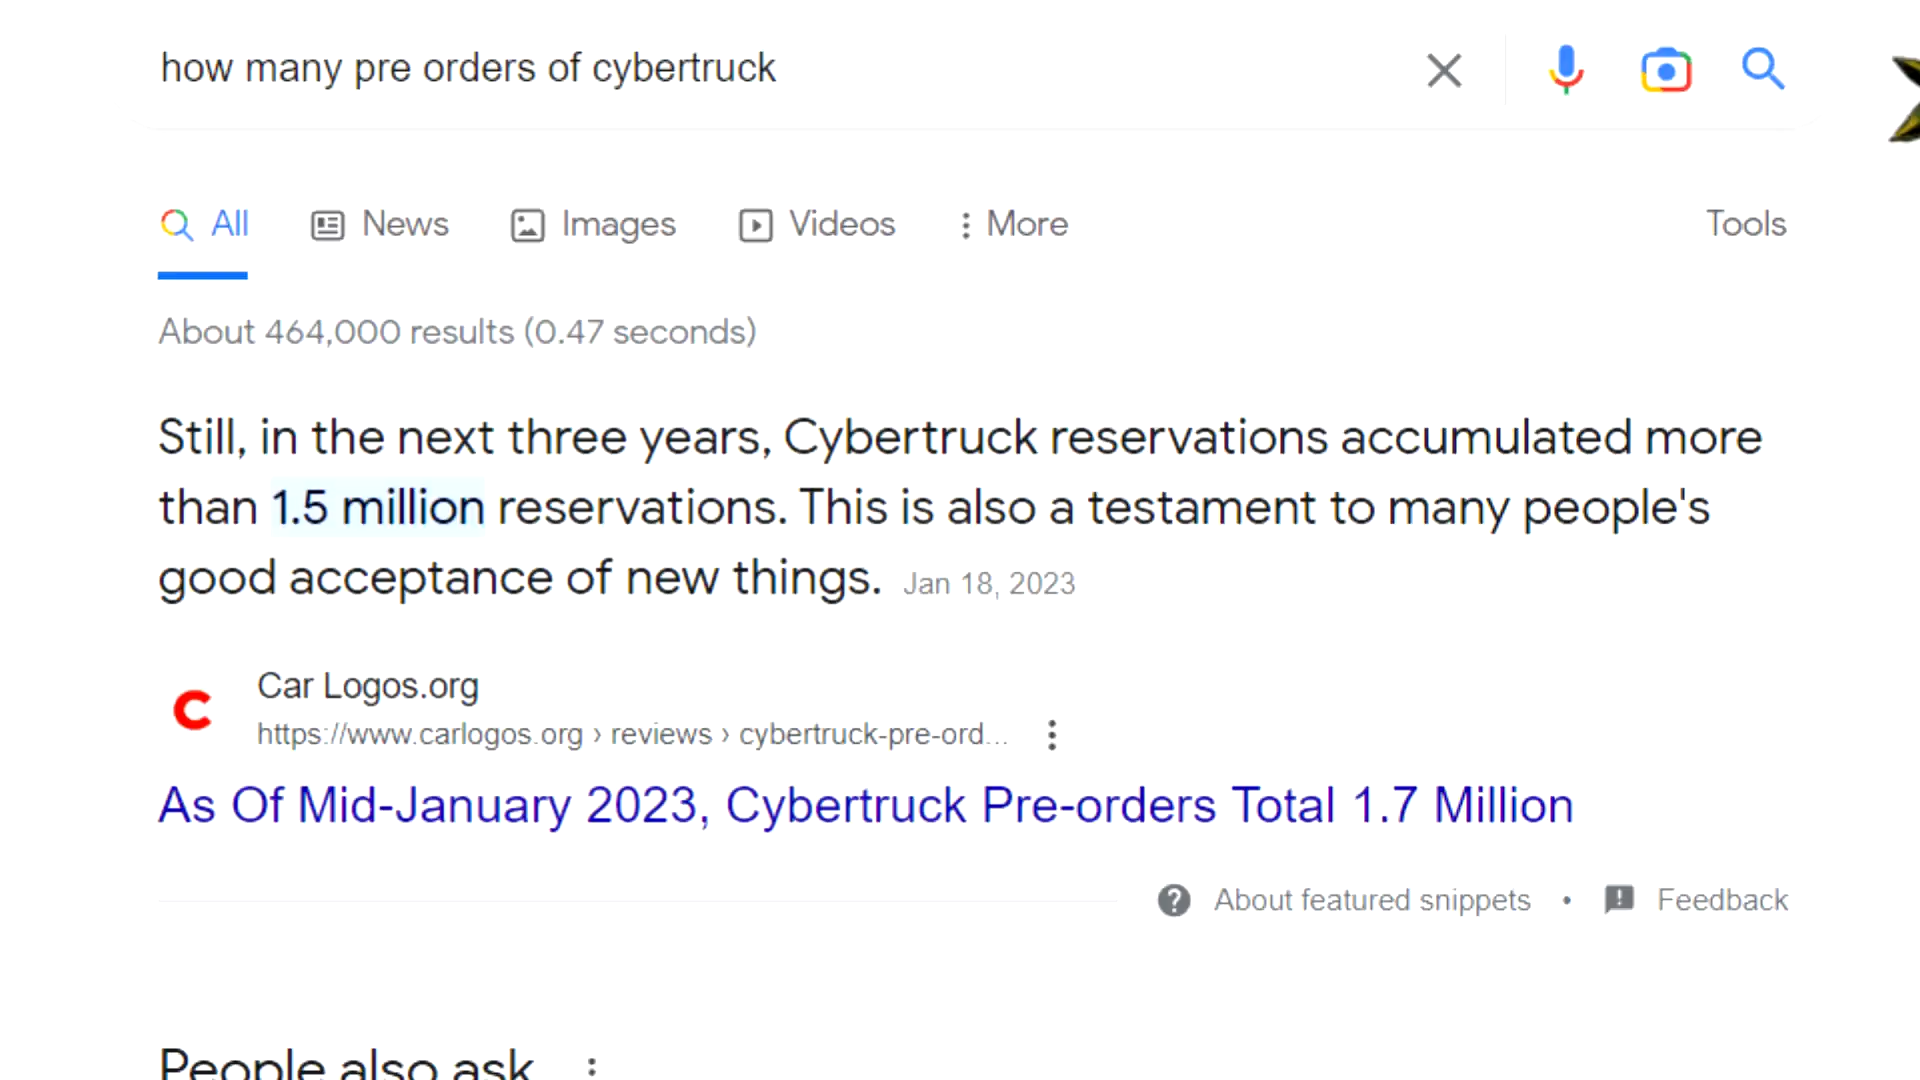 how many pre orders of cybertruck
All News Images Videos More Tools
About 464,000 results (0.47 seconds)
Still, in the next three years, Cybertruck reservations accumulated more
than 1.5 million reservations. This is also a testament to many people's
good acceptance of new things. Jan 18, 2023
Car Logos.org
https://www.carlogos.org › reviews › cybertruck-pre-ord...
As Of Mid-January 2023, Cybertruck Pre-orders Total 1.7 Million
About featured snippets • Feedback
People also ask